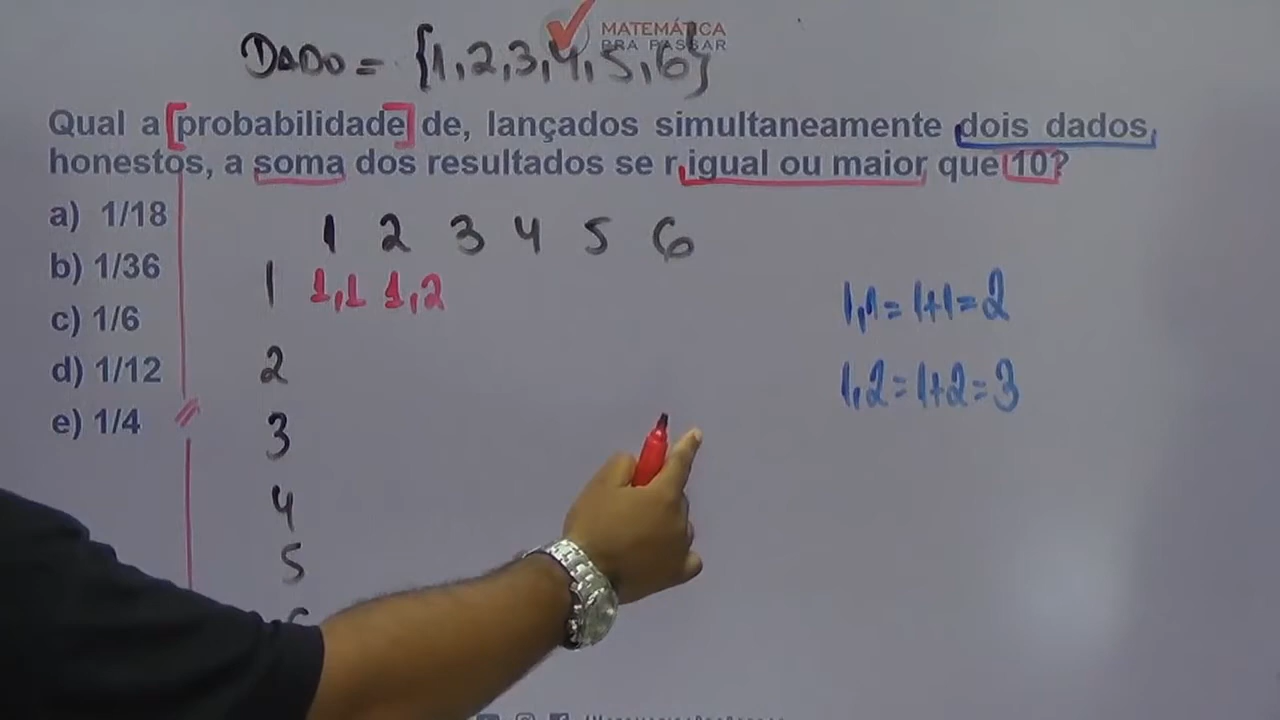 MATEMÁTICA
PRA PASSAR
DADO = {1,2,3,4,5,6}
Qual a probabilidade de, lançados simultaneamente dois dados,
honestos, a soma dos resultados se r igual ou maior que 10?
a) 1/18
b) 1/36
c) 1/6
d) 1/12
e) 1/4
1 2 3 4 5 6
1 1,1 1,2
2
3
4
5
1,1 = 1+1 = 2
1,2 = 1+2 = 3